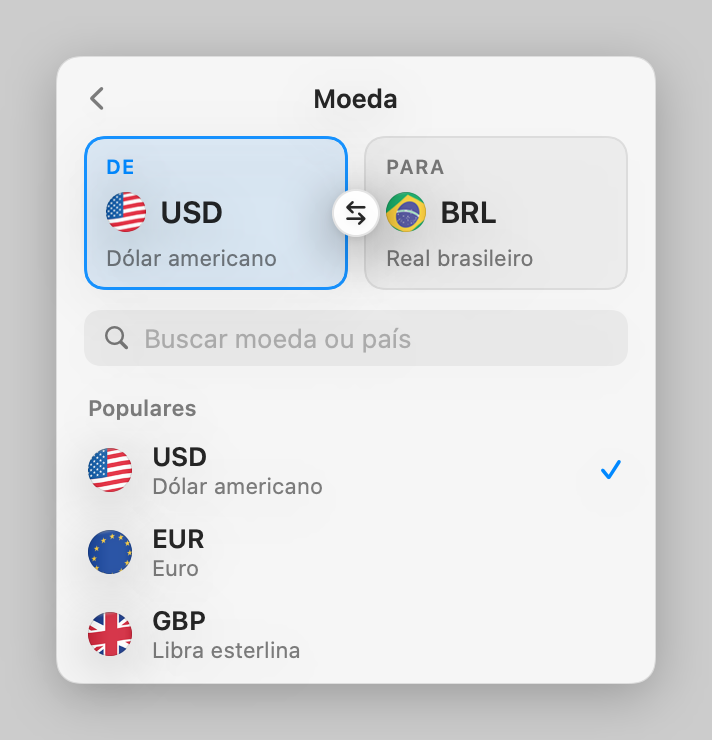 Moeda
DE
USD
Dólar americano
PARA
BRL
Real brasileiro
Buscar moeda ou país
Populares
USD
Dólar americano
EUR
Euro
GBP
Libra esterlina